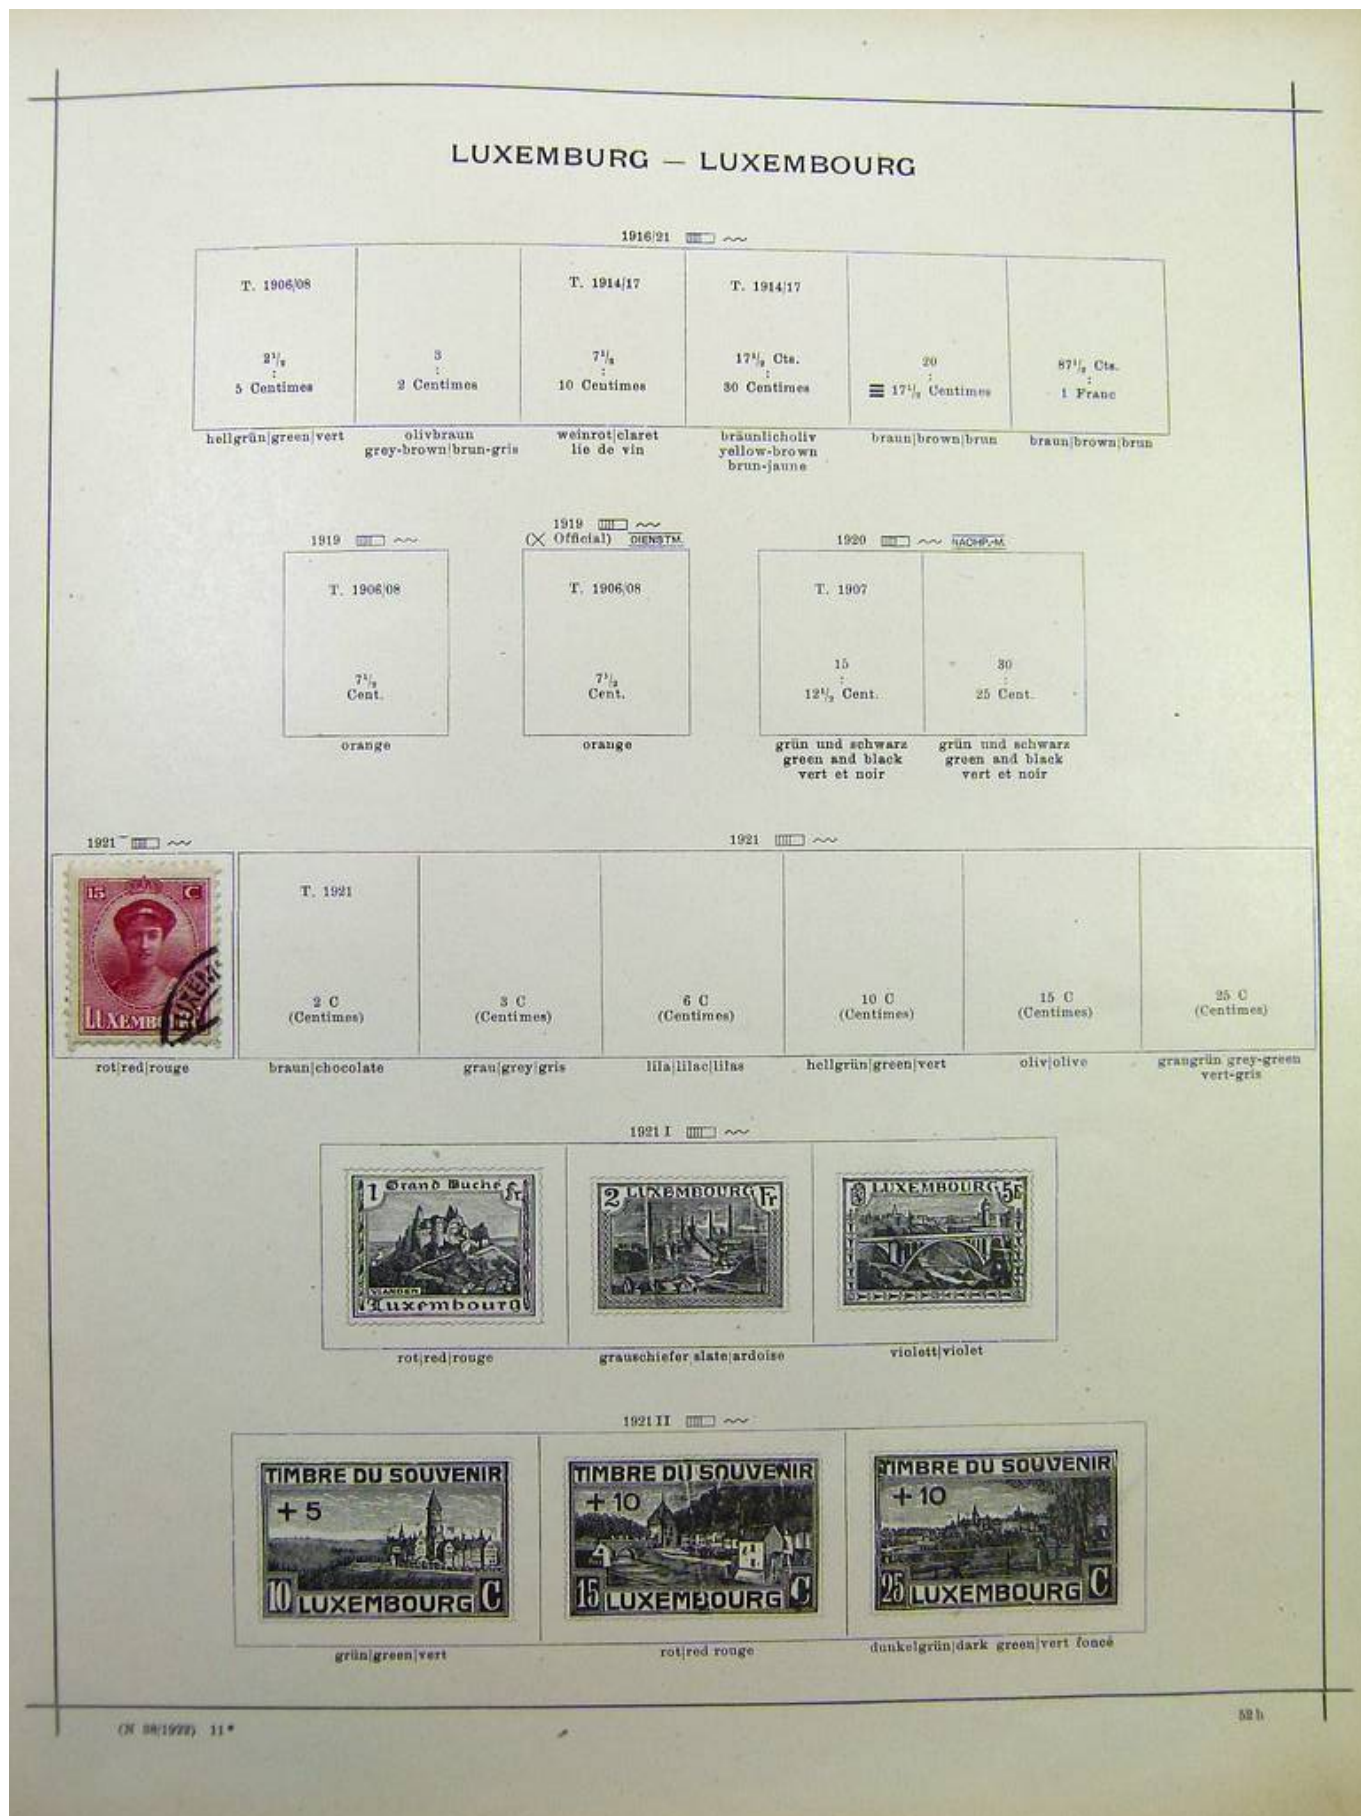 LUXEMBURG — LUXEMBOURG
1916/21
T. 1906/08
2½
:
5 Centimes
hellgrün|green|vert
3
:
2 Centimes
olivbraun
grey-brown|brun-gris
T. 1914/17
7½
:
10 Centimes
weinrot|claret
lie de vin
T. 1914/17
17½ Cts.
:
30 Centimes
bräunlicholiv
yellow-brown
brun-jaune
20
:
17½ Centimes
braun|brown|brun
87½ Cts.
:
1 Franc
braun|brown|brun
1919
T. 1906/08
7½
Cent.
orange
1919
(X Official) DIENSTM.
T. 1906/08
7½
Cent.
orange
1920 NACHP.-M.
T. 1907
15
:
12½ Cent.
grün und schwarz
green and black
vert et noir
30
:
25 Cent.
grün und schwarz
green and black
vert et noir
1921
15 C
LUXEMB
LUXEM
rot|red|rouge
1921
T. 1921
2 C
(Centimes)
braun|chocolate
3 C
(Centimes)
grau|grey|gris
6 C
(Centimes)
lila|lilac|lilas
10 C
(Centimes)
hellgrün|green|vert
15 C
(Centimes)
oliv|olive
25 C
(Centimes)
graugrün grey-green
vert-gris
1921 I
1 Grand Duché Fr.
VIANDEN
Luxembourg
rot|red|rouge
2 LUXEMBOURG Fr
grauschiefer slate|ardoise
LUXEMBOURG 5F
violett|violet
1921 II
TIMBRE DU SOUVENIR
+ 5
10 LUXEMBOURG C
grün|green|vert
TIMBRE DU SOUVENIR
+ 10
15 LUXEMBOURG C
rot|red rouge
TIMBRE DU SOUVENIR
+ 10
25 LUXEMBOURG C
dunkelgrün|dark green|vert foncé
(N 38/1922) 11*
52 h